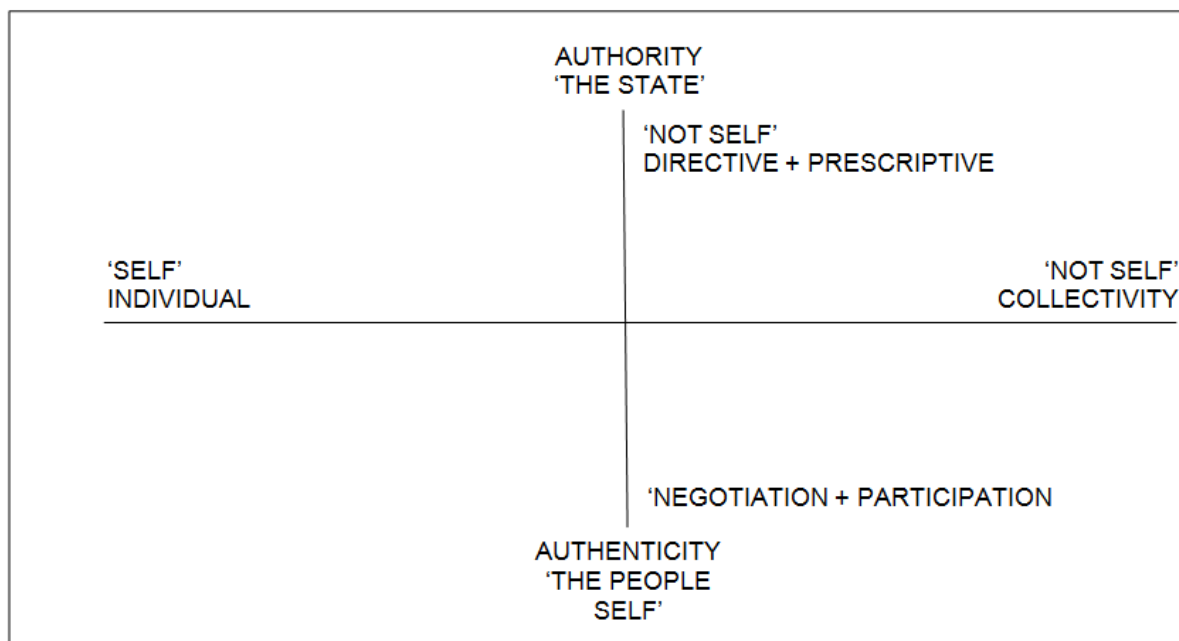 AUTHORITY
‘THE STATE’
‘NOT SELF’
DIRECTIVE + PRESCRIPTIVE
‘SELF’
INDIVIDUAL
‘NOT SELF’
COLLECTIVITY
‘NEGOTIATION + PARTICIPATION
AUTHENTICITY
‘THE PEOPLE
SELF’